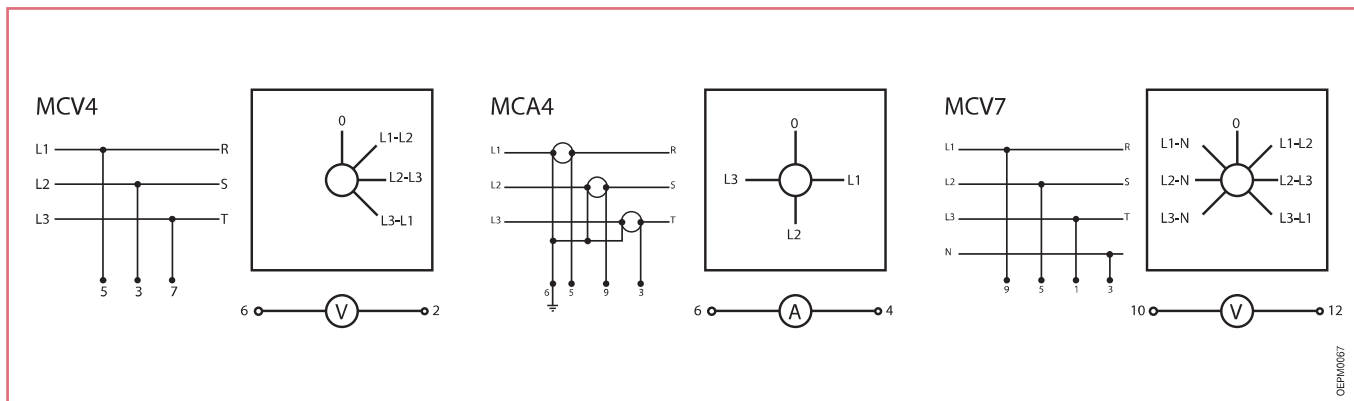 MCV4
L1 R
L2 S
L3 T
5 3 7
0
L1-L2
L2-L3
L3-L1
6 V 2
MCA4
L1 R
L2 S
L3 T
6 5 9 3
0
L3 L1
L2
6 A 4
MCV7
L1 R
L2 S
L3 T
N
9 5 1 3
0
L1-N L1-L2
L2-N L2-L3
L3-N L3-L1
10 V 12
OEPM0067